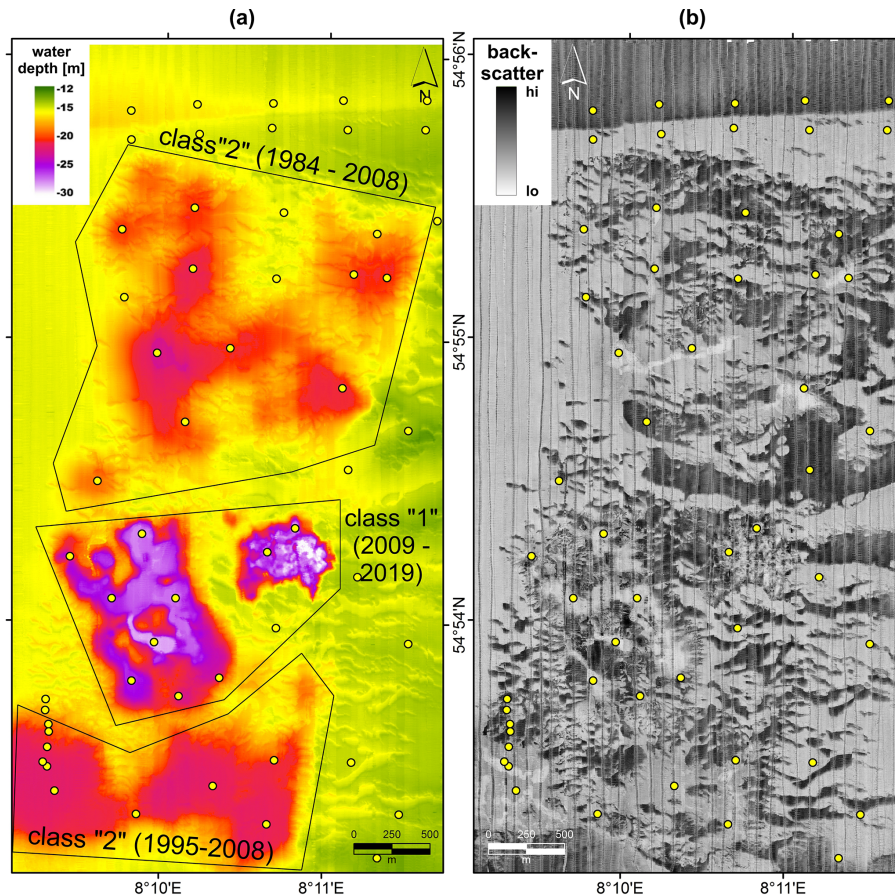 (a)
(b)
water
depth [m]
-12
-15
-20
-25
-30
N
class"2" (1984 - 2008)
class "1"
(2009 -
-2019)
class "2" (1995-2008)
0 250 500
m
8°10'E
8°11'E
54°56'N
54°55'N
54°54'N
back-
scatter
hi
lo
N
0 250 500
m
8°10'E
8°11'E